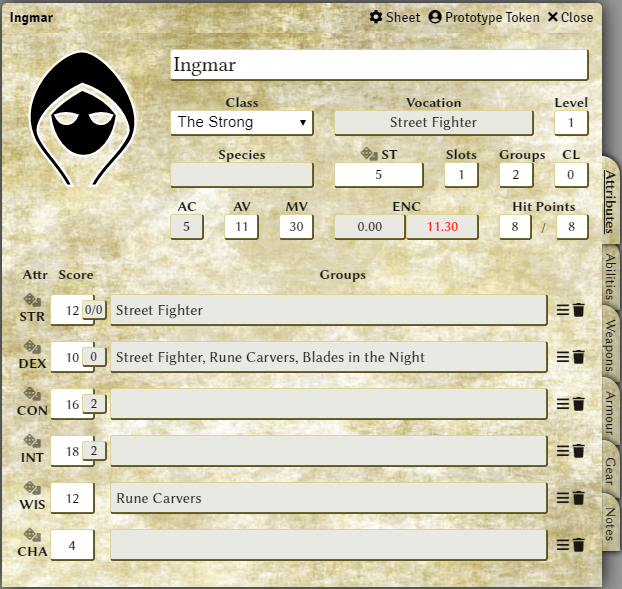 Ingmar Sheet Prototype Token Close
Ingmar
Class Vocation Level
The Strong Street Fighter 1
Species ST Slots Groups CL
5 1 2 0
AC AV MV ENC Hit Points
5 11 30 0.00 11.30 8 / 8
Attr Score Groups
STR 12 0/0 Street Fighter
DEX 10 0 Street Fighter, Rune Carvers, Blades in the Night
CON 16 2
INT 18 2
WIS 12 Rune Carvers
CHA 4
Attributes
Abilities
Weapons
Armour
Gear
Notes